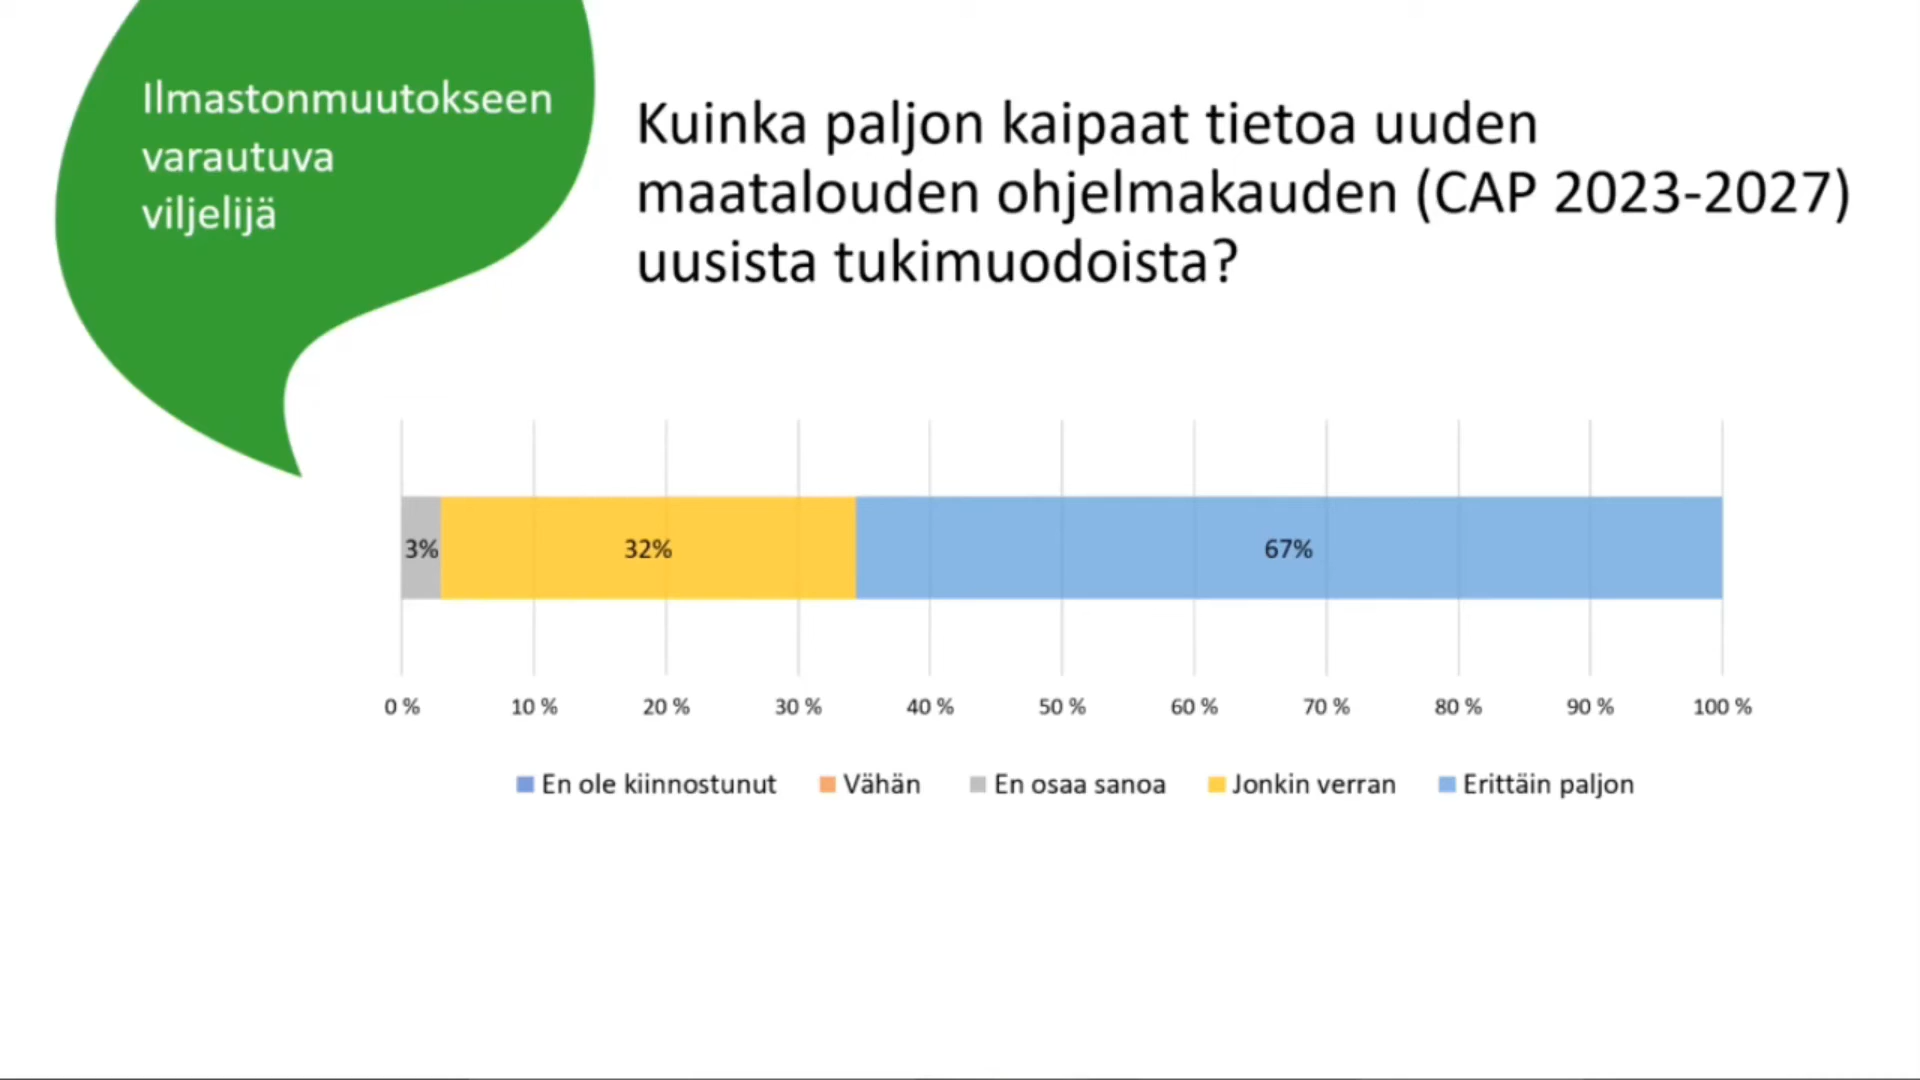 Ilmastonmuutokseen
varautuva
viljelijä
Kuinka paljon kaipaat tietoa uuden
maatalouden ohjelmakauden (CAP 2023-2027)
uusista tukimuodoista?
3% 32% 67%
0 % 10 % 20 % 30 % 40 % 50 % 60 % 70 % 80 % 90 % 100 %
En ole kiinnostunut Vähän En osaa sanoa Jonkin verran Erittäin paljon